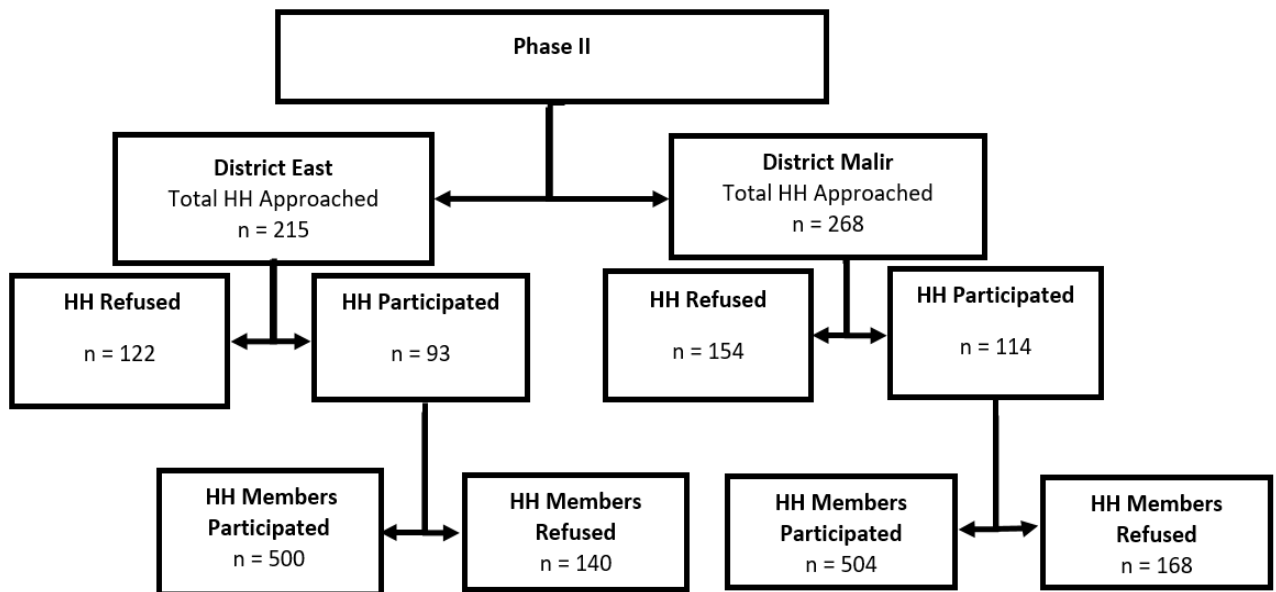 Phase II
District East
Total HH Approached
n = 215
District Malir
Total HH Approached
n = 268
HH Refused
n = 122
HH Participated
n = 93
HH Refused
n = 154
HH Participated
n = 114
HH Members
Participated
n = 500
HH Members
Refused
n = 140
HH Members
Participated
n = 504
HH Members
Refused
n = 168